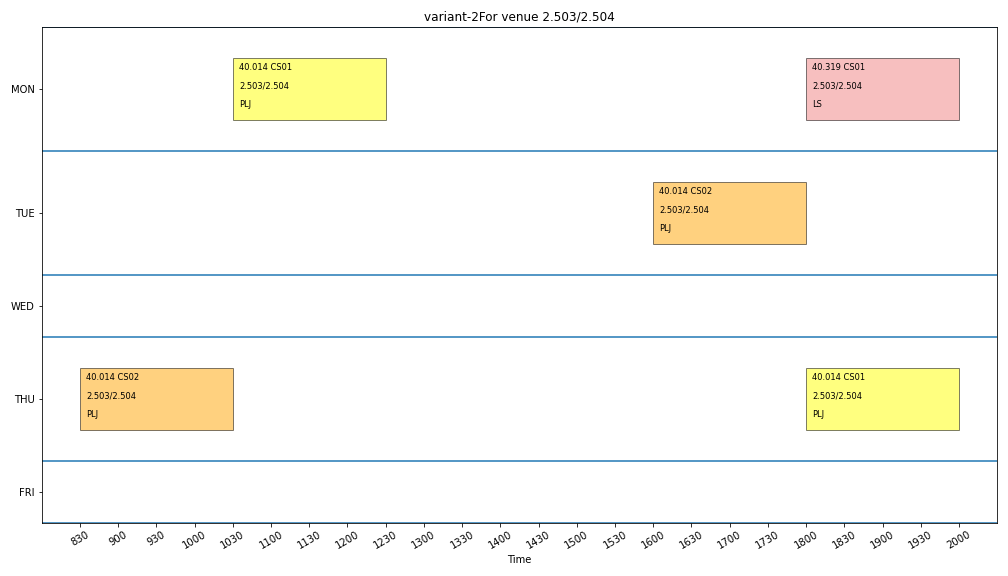 variant-2For venue 2.503/2.504
MON
40.014 CS01
2.503/2.504
PLJ
40.319 CS01
2.503/2.504
LS
TUE
40.014 CS02
2.503/2.504
PLJ
WED
THU
40.014 CS02
2.503/2.504
PLJ
40.014 CS01
2.503/2.504
PLJ
FRI
830 900 930 1000 1030 1100 1130 1200 1230 1300 1330 1400 1430 1500 1530 1600 1630 1700 1730 1800 1830 1900 1930 2000
Time